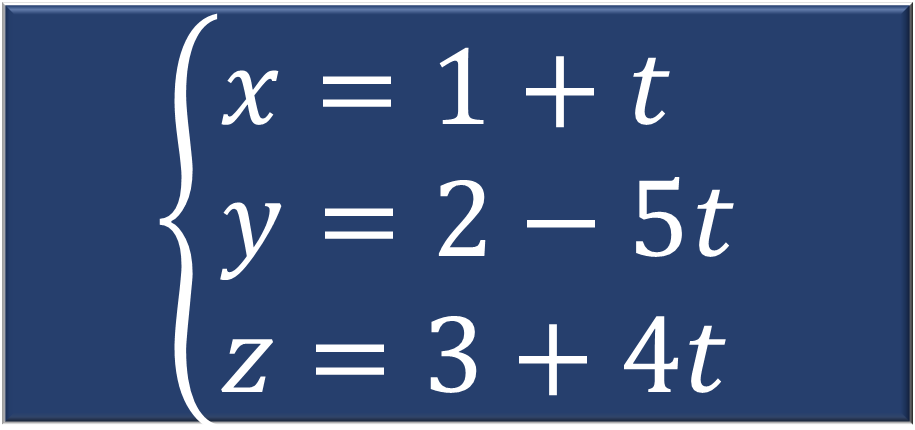 x = 1 + t
y = 2 − 5t
z = 3 + 4t